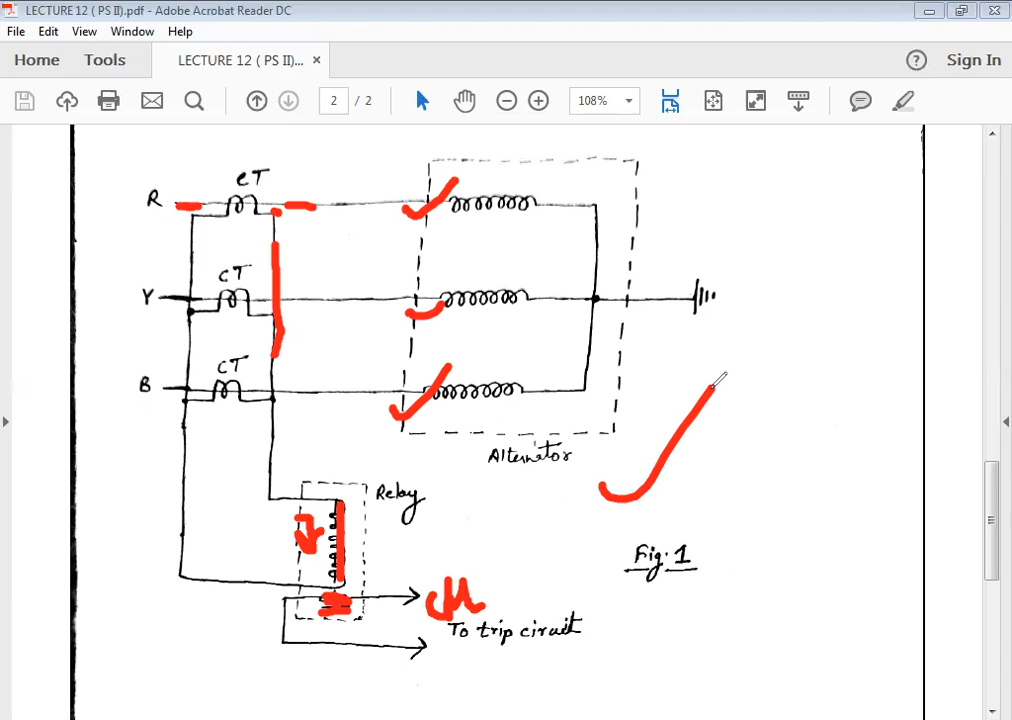 LECTURE 12 ( PS II).pdf - Adobe Acrobat Reader DC
File Edit View Window Help
Home Tools LECTURE 12 ( PS II)... × ? Sign In
2 / 2 108%
CT
R
CT
Y
CT
B
Alternator
Relay
Fig. 1
To trip circuit